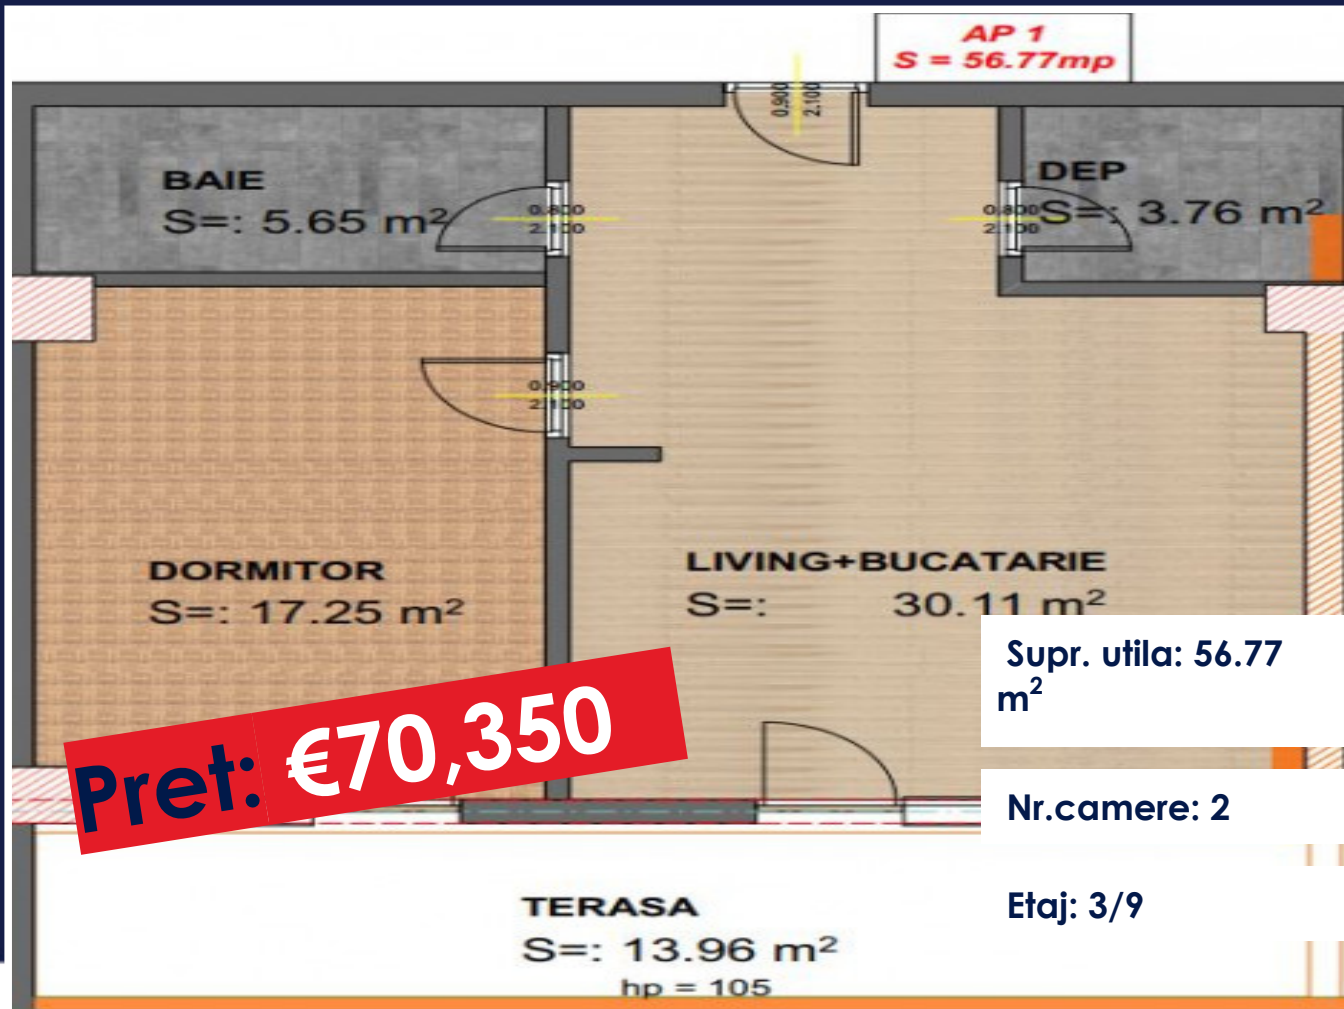 AP 1
S = 56.77mp
0.900
2.100
BAIE
S=: 5.65 m²
0.800
2.100
0.800
2.100
DEP
S=: 3.76 m²
0.900
2.100
DORMITOR
S=: 17.25 m²
LIVING+BUCATARIE
S=: 30.11 m²
Supr. utila: 56.77
m²
Pret: €70,350
Nr.camere: 2
Etaj: 3/9
TERASA
S=: 13.96 m²
hp = 105